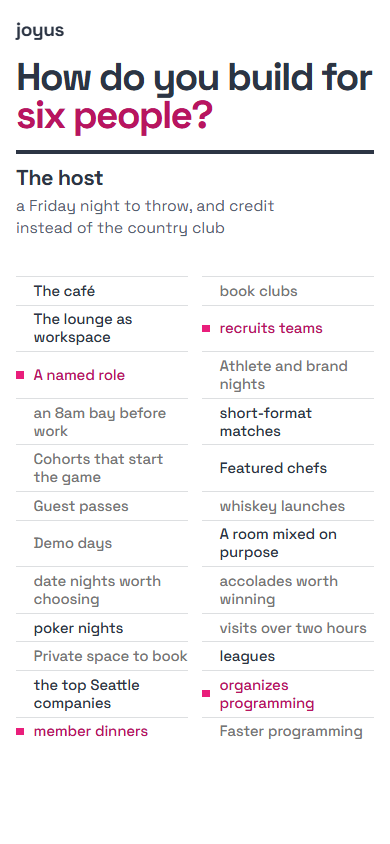 joyus
How do you build for
six people?
The host
a Friday night to throw, and credit
instead of the country club
The café
The lounge as
workspace
A named role
an 8am bay before
work
Cohorts that start
the game
Guest passes
Demo days
date nights worth
choosing
poker nights
Private space to book
the top Seattle
companies
member dinners
book clubs
recruits teams
Athlete and brand
nights
short-format
matches
Featured chefs
whiskey launches
A room mixed on
purpose
accolades worth
winning
visits over two hours
leagues
organizes
programming
Faster programming